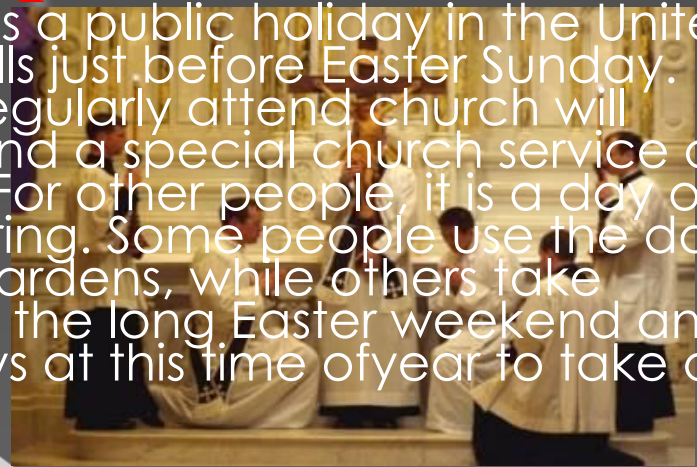 s a public holiday in the Unite
lls just before Easter Sunday.
egularly attend church will
nd a special church service o
For other people, it is a day o
ring. Some people use the da
ardens, while others take
the long Easter weekend an
ys at this time ofyear to take a